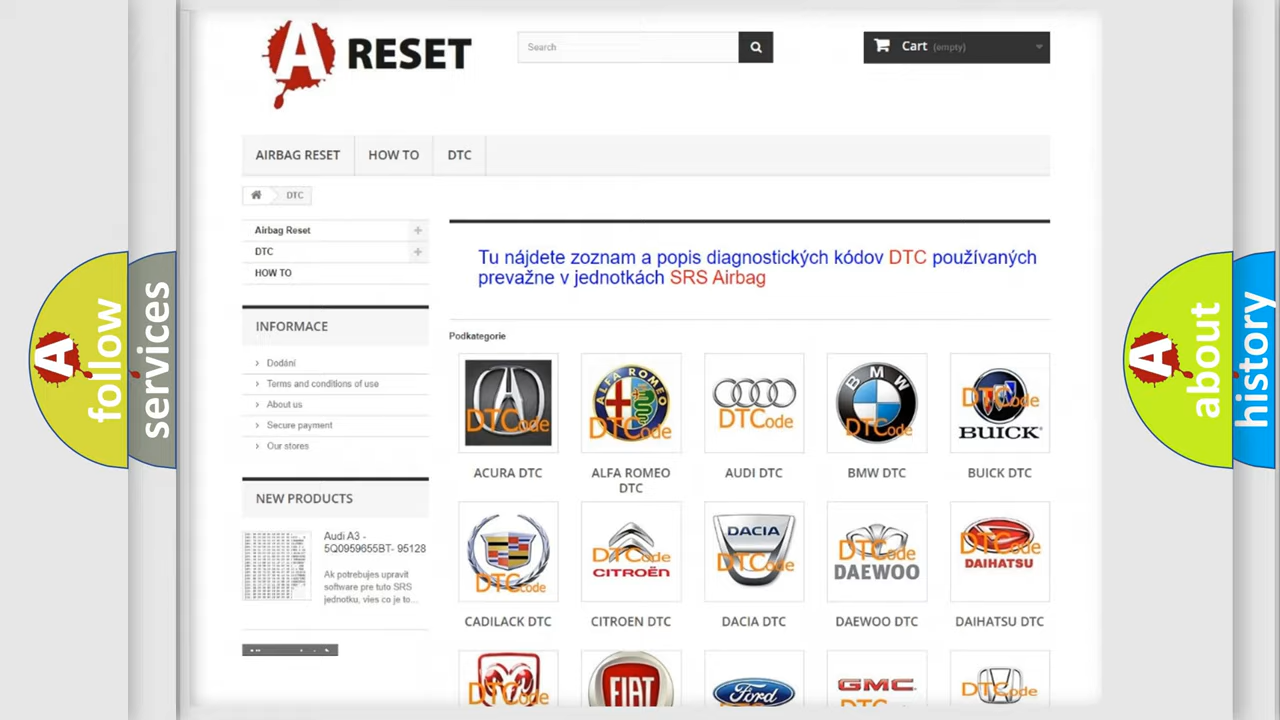 A RESET
Search
Cart (empty)
AIRBAG RESET
HOW TO
DTC
DTC
Airbag Reset
DTC
HOW TO
INFORMACE
Dodání
Terms and conditions of use
About us
Secure payment
Our stores
NEW PRODUCTS
Audi A3 -
5Q0959655BT- 95128
Ak potrebujes upravit
software pre tuto SRS
jednotku, vies co je to...
Tu nájdete zoznam a popis diagnostických kódov DTC používaných
prevažne v jednotkách SRS Airbag
Podkategorie
DTCode
ALFA ROMEO
DTCode
DTCode
BMW
DTCode
DTCode
BUICK
ACURA DTC
ALFA ROMEO
DTC
AUDI DTC
BMW DTC
BUICK DTC
DTCode
DTCode
CITROËN
DACIA
DTCode
DTCode
DAEWOO
DTCode
DAIHATSU
CADILACK DTC
CITROEN DTC
DACIA DTC
DAEWOO DTC
DAIHATSU DTC
DTCode
FIAT
Ford
GMC
DTCode
A follow
services
A about
history